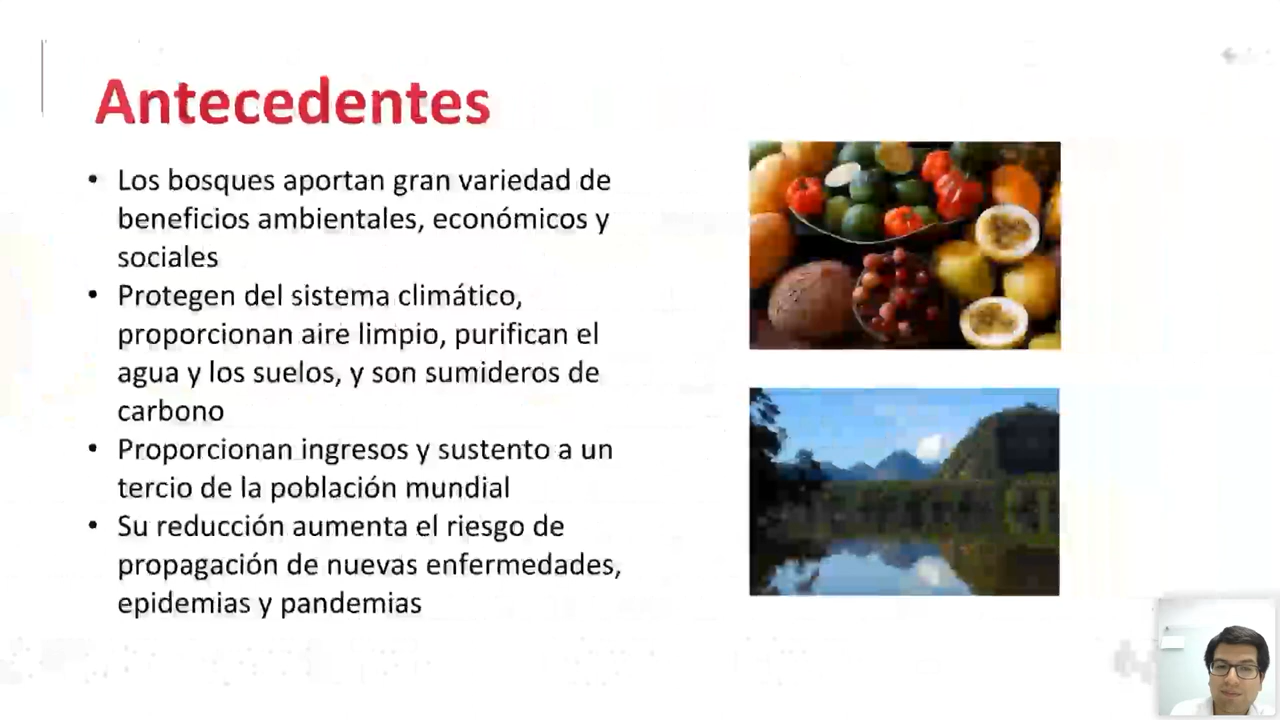 Antecedentes
• Los bosques aportan gran variedad de
beneficios ambientales, económicos y
sociales
• Protegen del sistema climático,
proporcionan aire limpio, purifican el
agua y los suelos, y son sumideros de
carbono
• Proporcionan ingresos y sustento a un
tercio de la población mundial
• Su reducción aumenta el riesgo de
propagación de nuevas enfermedades,
epidemias y pandemias